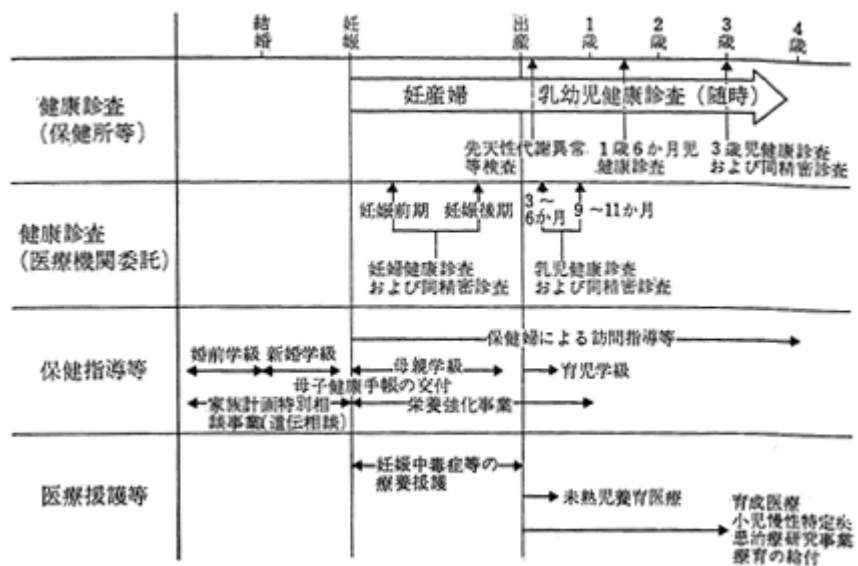 結婚
妊娠
出産
1歳
2歳
3歳
4歳
健康診査
(保健所等)
妊産婦
乳幼児健康診査(随時)
先天性代謝異常
等検査
1歳6か月児
健康診査
3歳児健康診査
および同精密診査
健康診査
(医療機関委託)
妊娠前期
妊娠後期
3〜
6か月
9〜11か月
妊婦健康診査
および同精密診査
乳児健康診査
および同精密診査
保健指導等
保健婦による訪問指導等
婚前学級
新婚学級
母親学級
育児学級
母子健康手帳の交付
家族計画特別相
談事業(遺伝相談)
栄養強化事業
医療援護等
妊娠中毒症等の
療養援護
未熟児養育医療
育成医療
小児慢性特定疾
患治療研究事業
療育の給付